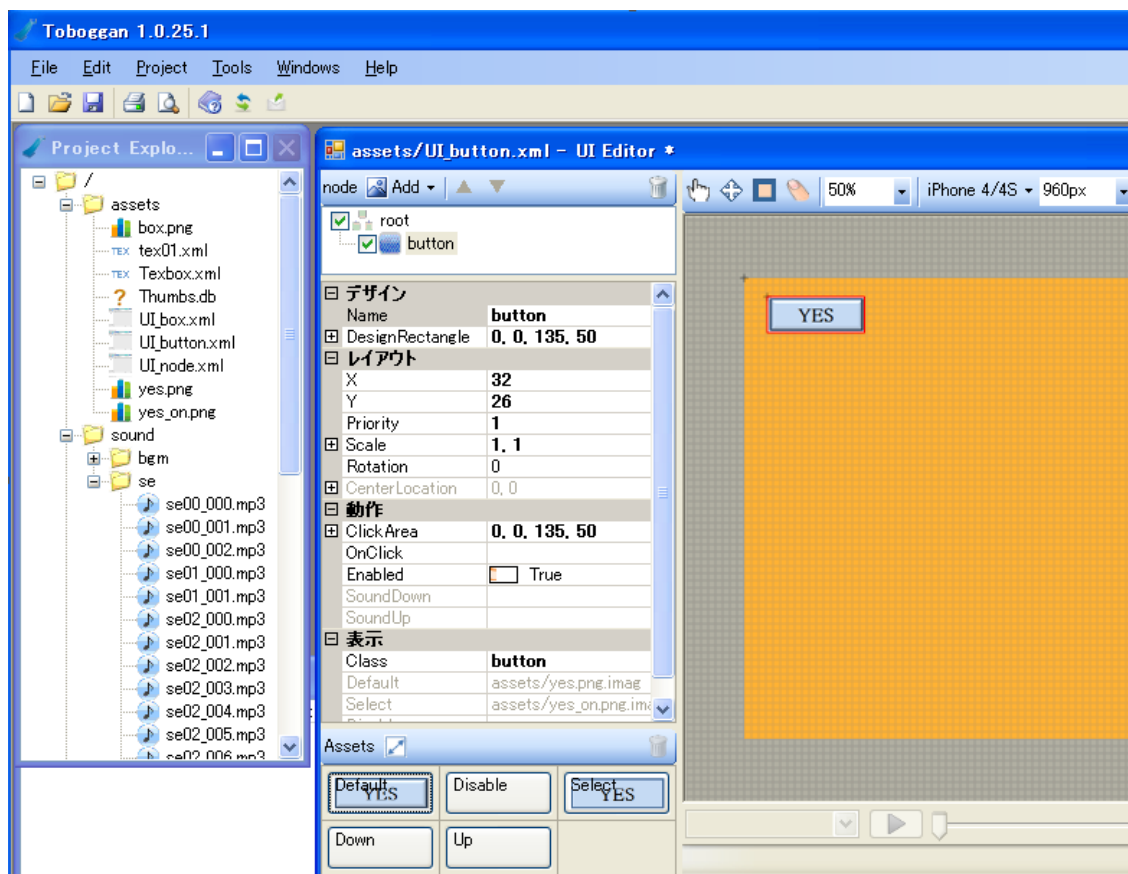 Toboggan 1.0.25.1
File Edit Project Tools Windows Help
Project Explo...
/
assets
box.png
TEX tex01.xml
TEX Texbox.xml
? Thumbs.db
UI_box.xml
UI_button.xml
UI_node.xml
yes.png
yes_on.png
sound
bgm
se
se00_000.mp3
se00_001.mp3
se00_002.mp3
se01_000.mp3
se01_001.mp3
se02_000.mp3
se02_001.mp3
se02_002.mp3
se02_003.mp3
se02_004.mp3
se02_005.mp3
se02_006.mp3
assets/UI_button.xml - UI Editor *
node Add
50% iPhone 4/4S 960px
root
button
デザイン
Name button
DesignRectangle 0, 0, 135, 50
レイアウト
X 32
Y 26
Priority 1
Scale 1, 1
Rotation 0
CenterLocation 0, 0
動作
ClickArea 0, 0, 135, 50
OnClick
Enabled True
SoundDown
SoundUp
表示
Class button
Default assets/yes.png.imag
Select assets/yes_on.png.ima
Assets
Default YES
Disable
Select YES
Down
Up
YES